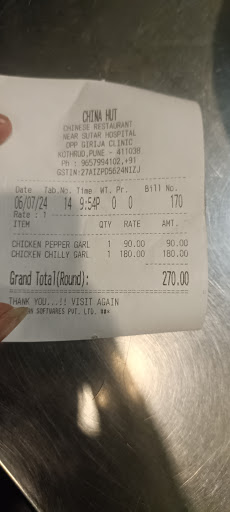 CHINA HUT
CHINESE RESTAURANT
NEAR SUTAR HOSPITAL
OPP GIRIJA CLINIC
KOTHRUD,PUNE - 411038
PH : 9657994102,+91
GSTIN:27AIZPD5624N1ZJ
Date Tab.No. Time WT. Pr. Bill No.
06/07/24 14 9:54P 0 0 170
Rate : 1
ITEM QTY RATE AMT.
CHICKEN PEPPER GARL 1 90.00 90.00
CHICKEN CHILLY GARL 1 180.00 180.00
Grand Total(Round): 270.00
THANK YOU...!! VISIT AGAIN
SOFTWARES PVT. LTD. **